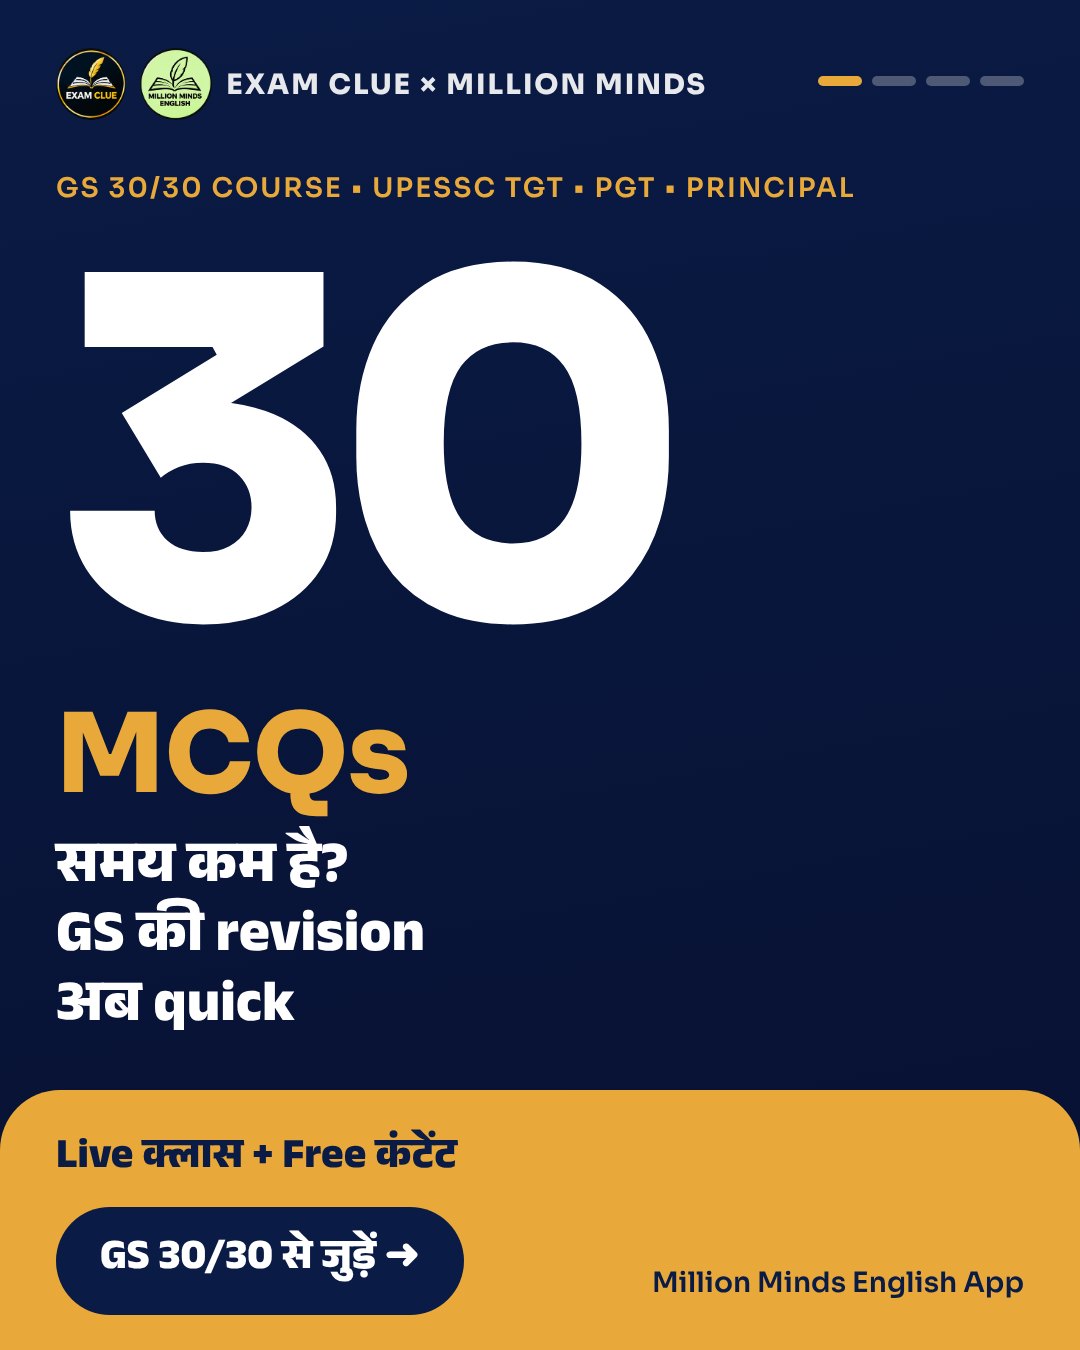 EXAM CLUE
MILLION MINDS
ENGLISH
EXAM CLUE × MILLION MINDS
GS 30/30 COURSE ▪ UPESSC TGT ▪ PGT ▪ PRINCIPAL
30
MCQs
समय कम है?
GS की revision
अब quick
Live क्लास + Free कंटेंट
GS 30/30 से जुड़ें ➜
Million Minds English App